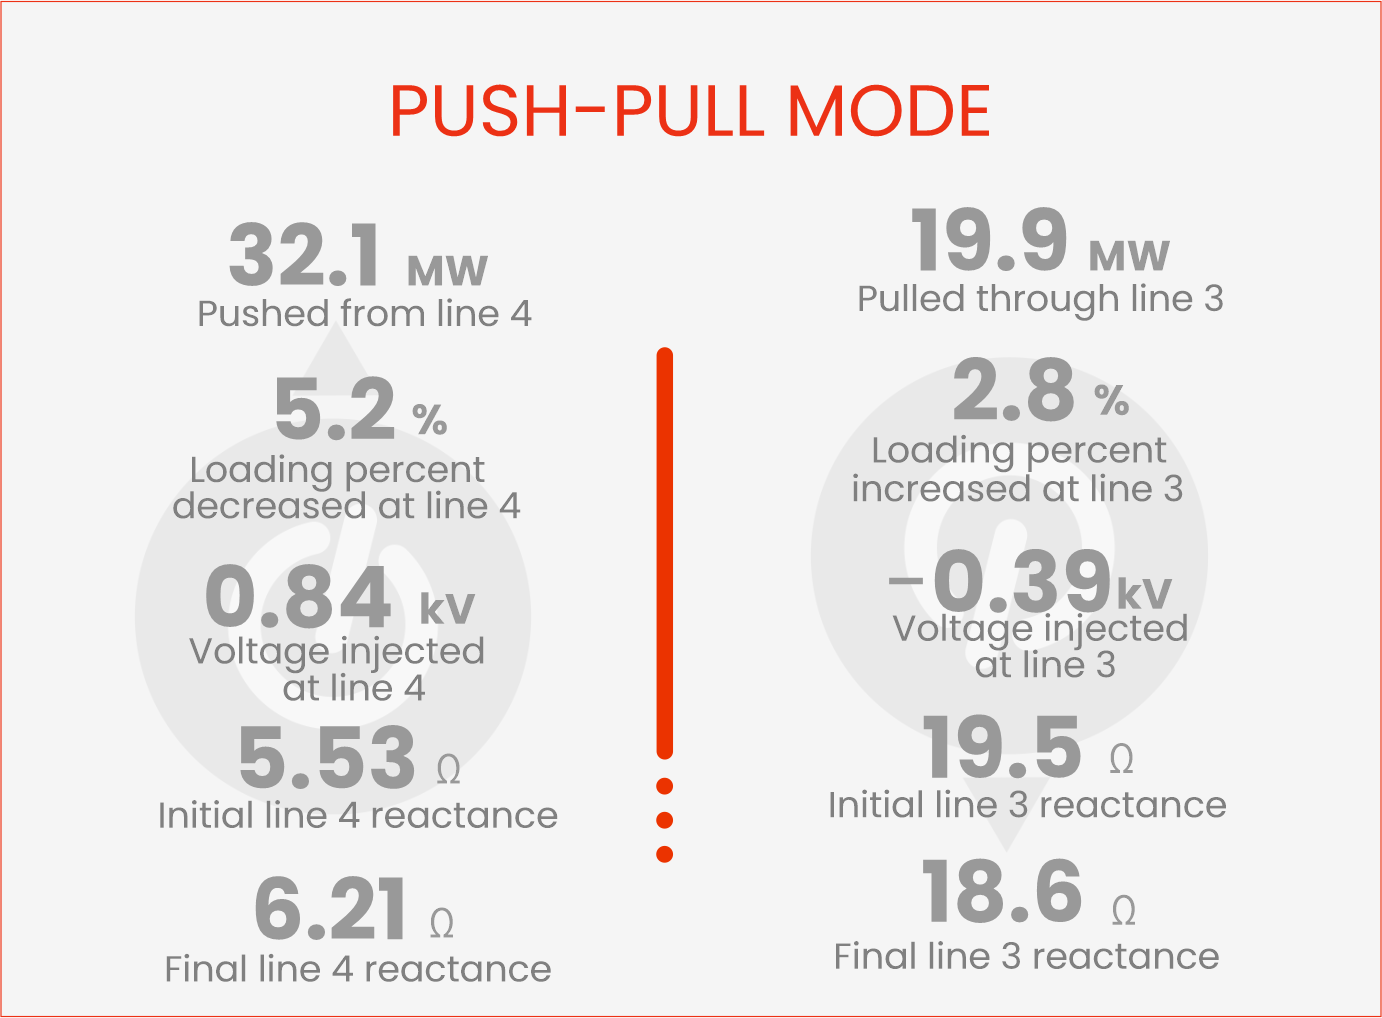 PUSH-PULL MODE
32.1 MW
Pushed from line 4
5.2 %
Loading percent
decreased at line 4
0.84 kV
Voltage injected
at line 4
5.53 Ω
Initial line 4 reactance
6.21 Ω
Final line 4 reactance
19.9 MW
Pulled through line 3
2.8 %
Loading percent
increased at line 3
-0.39kV
Voltage injected
at line 3
19.5 Ω
Initial line 3 reactance
18.6 Ω
Final line 3 reactance